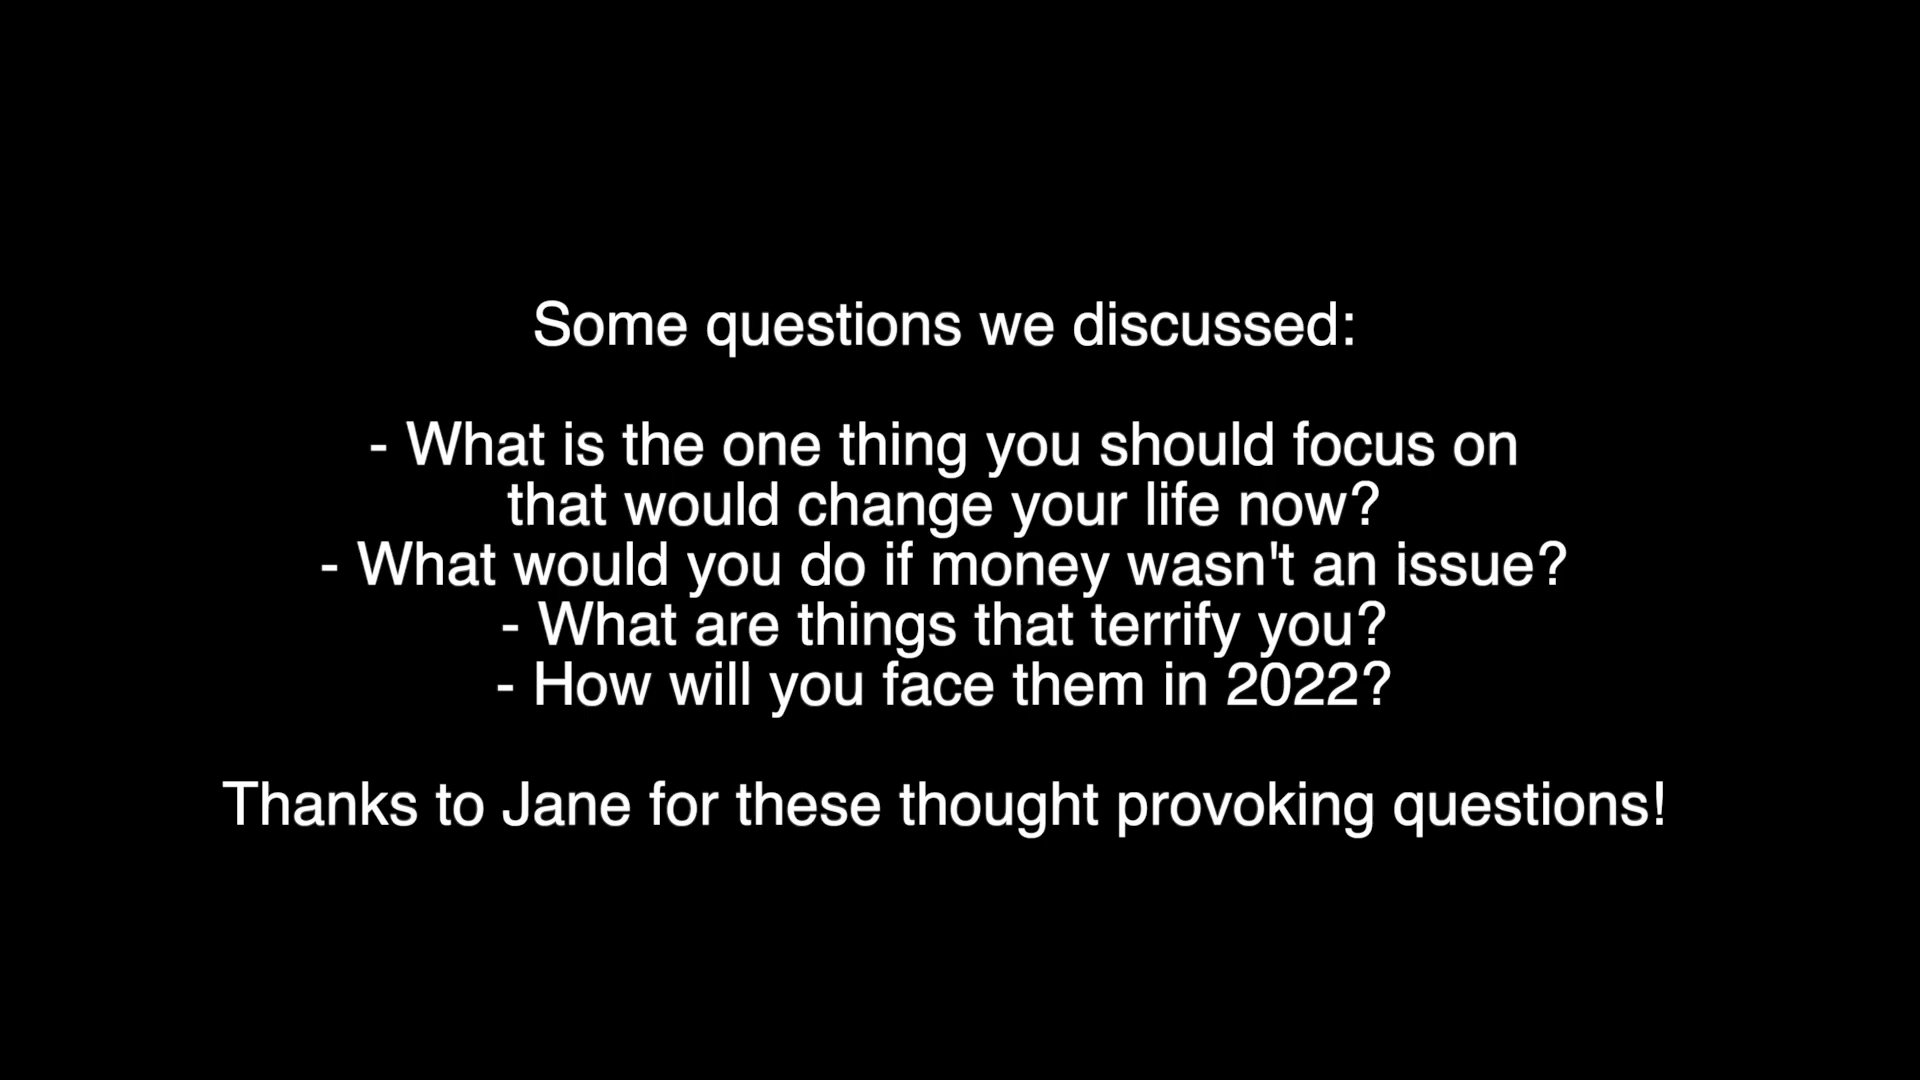 Some questions we discussed:
- What is the one thing you should focus on
that would change your life now?
- What would you do if money wasn't an issue?
- What are things that terrify you?
- How will you face them in 2022?
Thanks to Jane for these thought provoking questions!